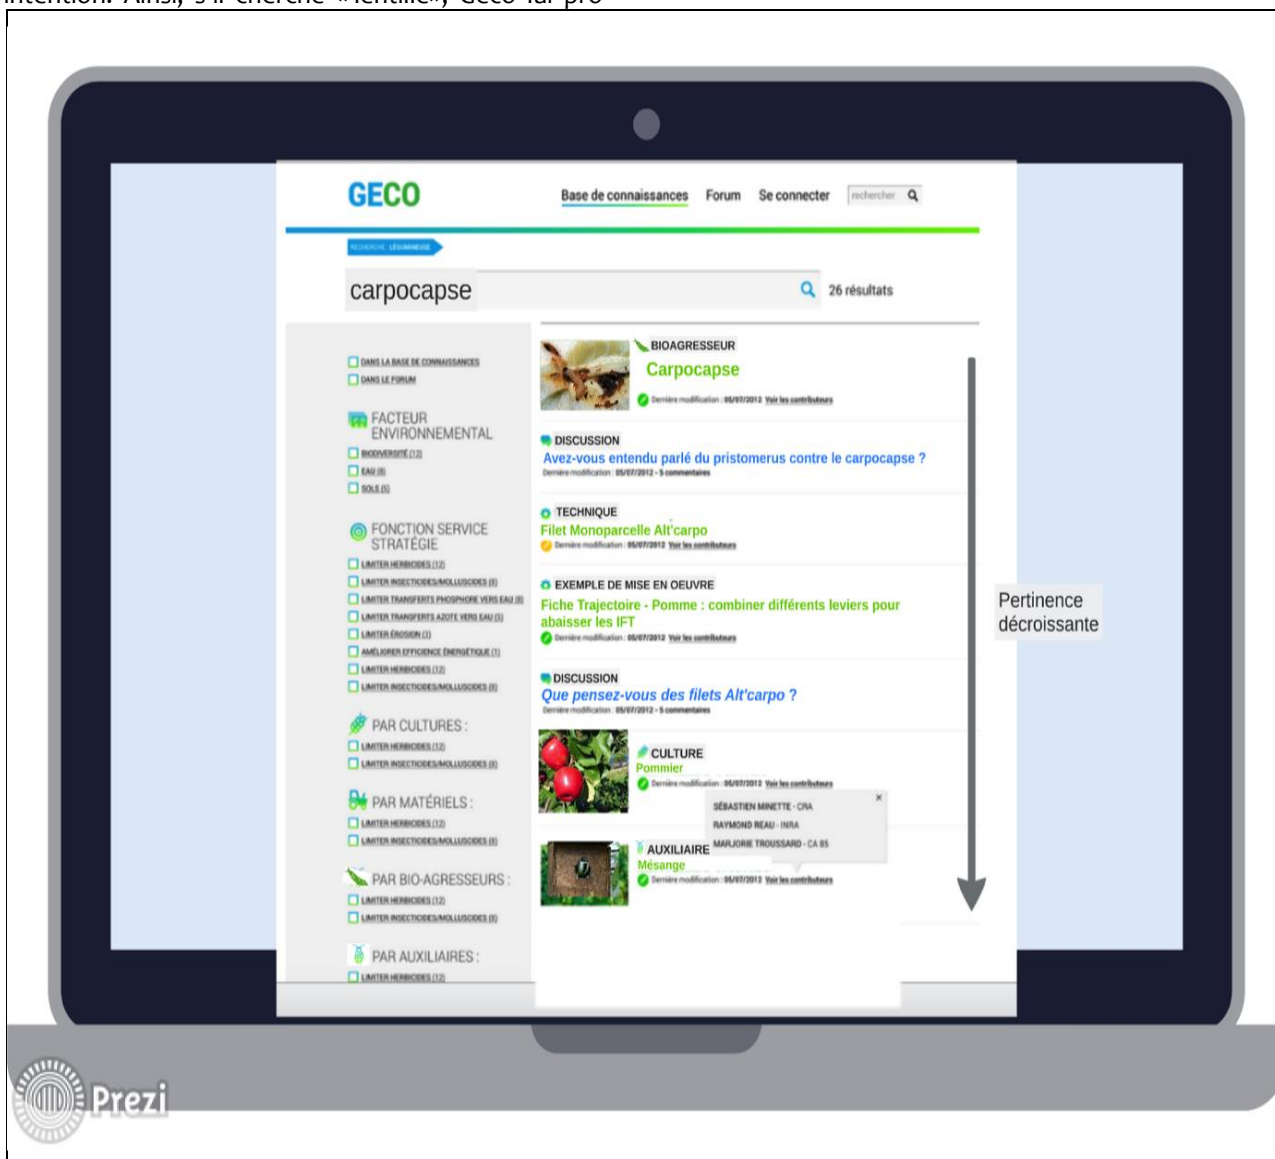 intention. Ainsi, s'il cherche «lentille», Geco lui pro-
GECO
Base de connaissances Forum Se connecter rechercher
RECHERCHE : LÉGUMINEUSE
carpocapse
26 résultats
DANS LA BASE DE CONNAISSANCES
DANS LE FORUM
FACTEUR
ENVIRONNEMENTAL
BIODIVERSITÉ (12)
EAU (8)
SOLS (5)
FONCTION SERVICE
STRATÉGIE
LIMITER HERBICIDES (12)
LIMITER INSECTICIDES/MOLLUSCIDES (8)
LIMITER TRANSFERTS PHOSPHORE VERS EAU (8)
LIMITER TRANSFERTS AZOTE VERS EAU (5)
LIMITER ÉROSION (1)
AMÉLIORER EFFICIENCE ÉNERGÉTIQUE (1)
LIMITER HERBICIDES (12)
LIMITER INSECTICIDES/MOLLUSCIDES (8)
PAR CULTURES :
LIMITER HERBICIDES (12)
LIMITER INSECTICIDES/MOLLUSCIDES (8)
PAR MATÉRIELS :
LIMITER HERBICIDES (12)
LIMITER INSECTICIDES/MOLLUSCIDES (8)
PAR BIO-AGRESSEURS :
LIMITER HERBICIDES (12)
LIMITER INSECTICIDES/MOLLUSCIDES (8)
PAR AUXILIAIRES :
LIMITER HERBICIDES (12)
BIOAGRESSEUR
Carpocapse
Dernière modification : 05/07/2012 Voir les contributeurs
DISCUSSION
Avez-vous entendu parlé du pristomerus contre le carpocapse ?
Dernière modification : 05/07/2012 - 5 commentaires
TECHNIQUE
Filet Monoparcelle Alt'carpo
Dernière modification : 05/07/2012 Voir les contributeurs
EXEMPLE DE MISE EN OEUVRE
Fiche Trajectoire - Pomme : combiner différents leviers pour
abaisser les IFT
Dernière modification : 05/07/2012 Voir les contributeurs
DISCUSSION
Que pensez-vous des filets Alt'carpo ?
Dernière modification : 05/07/2012 - 5 commentaires
CULTURE
Pommier
Dernière modification : 05/07/2012 Voir les contributeurs
SÉBASTIEN MINETTE - CRA
RAYMOND REAU - INRA
MARJORIE TROUSSARD - CA 85
AUXILIAIRE
Mésange
Dernière modification : 05/07/2012 Voir les contributeurs
Pertinence
décroissante
Prezi